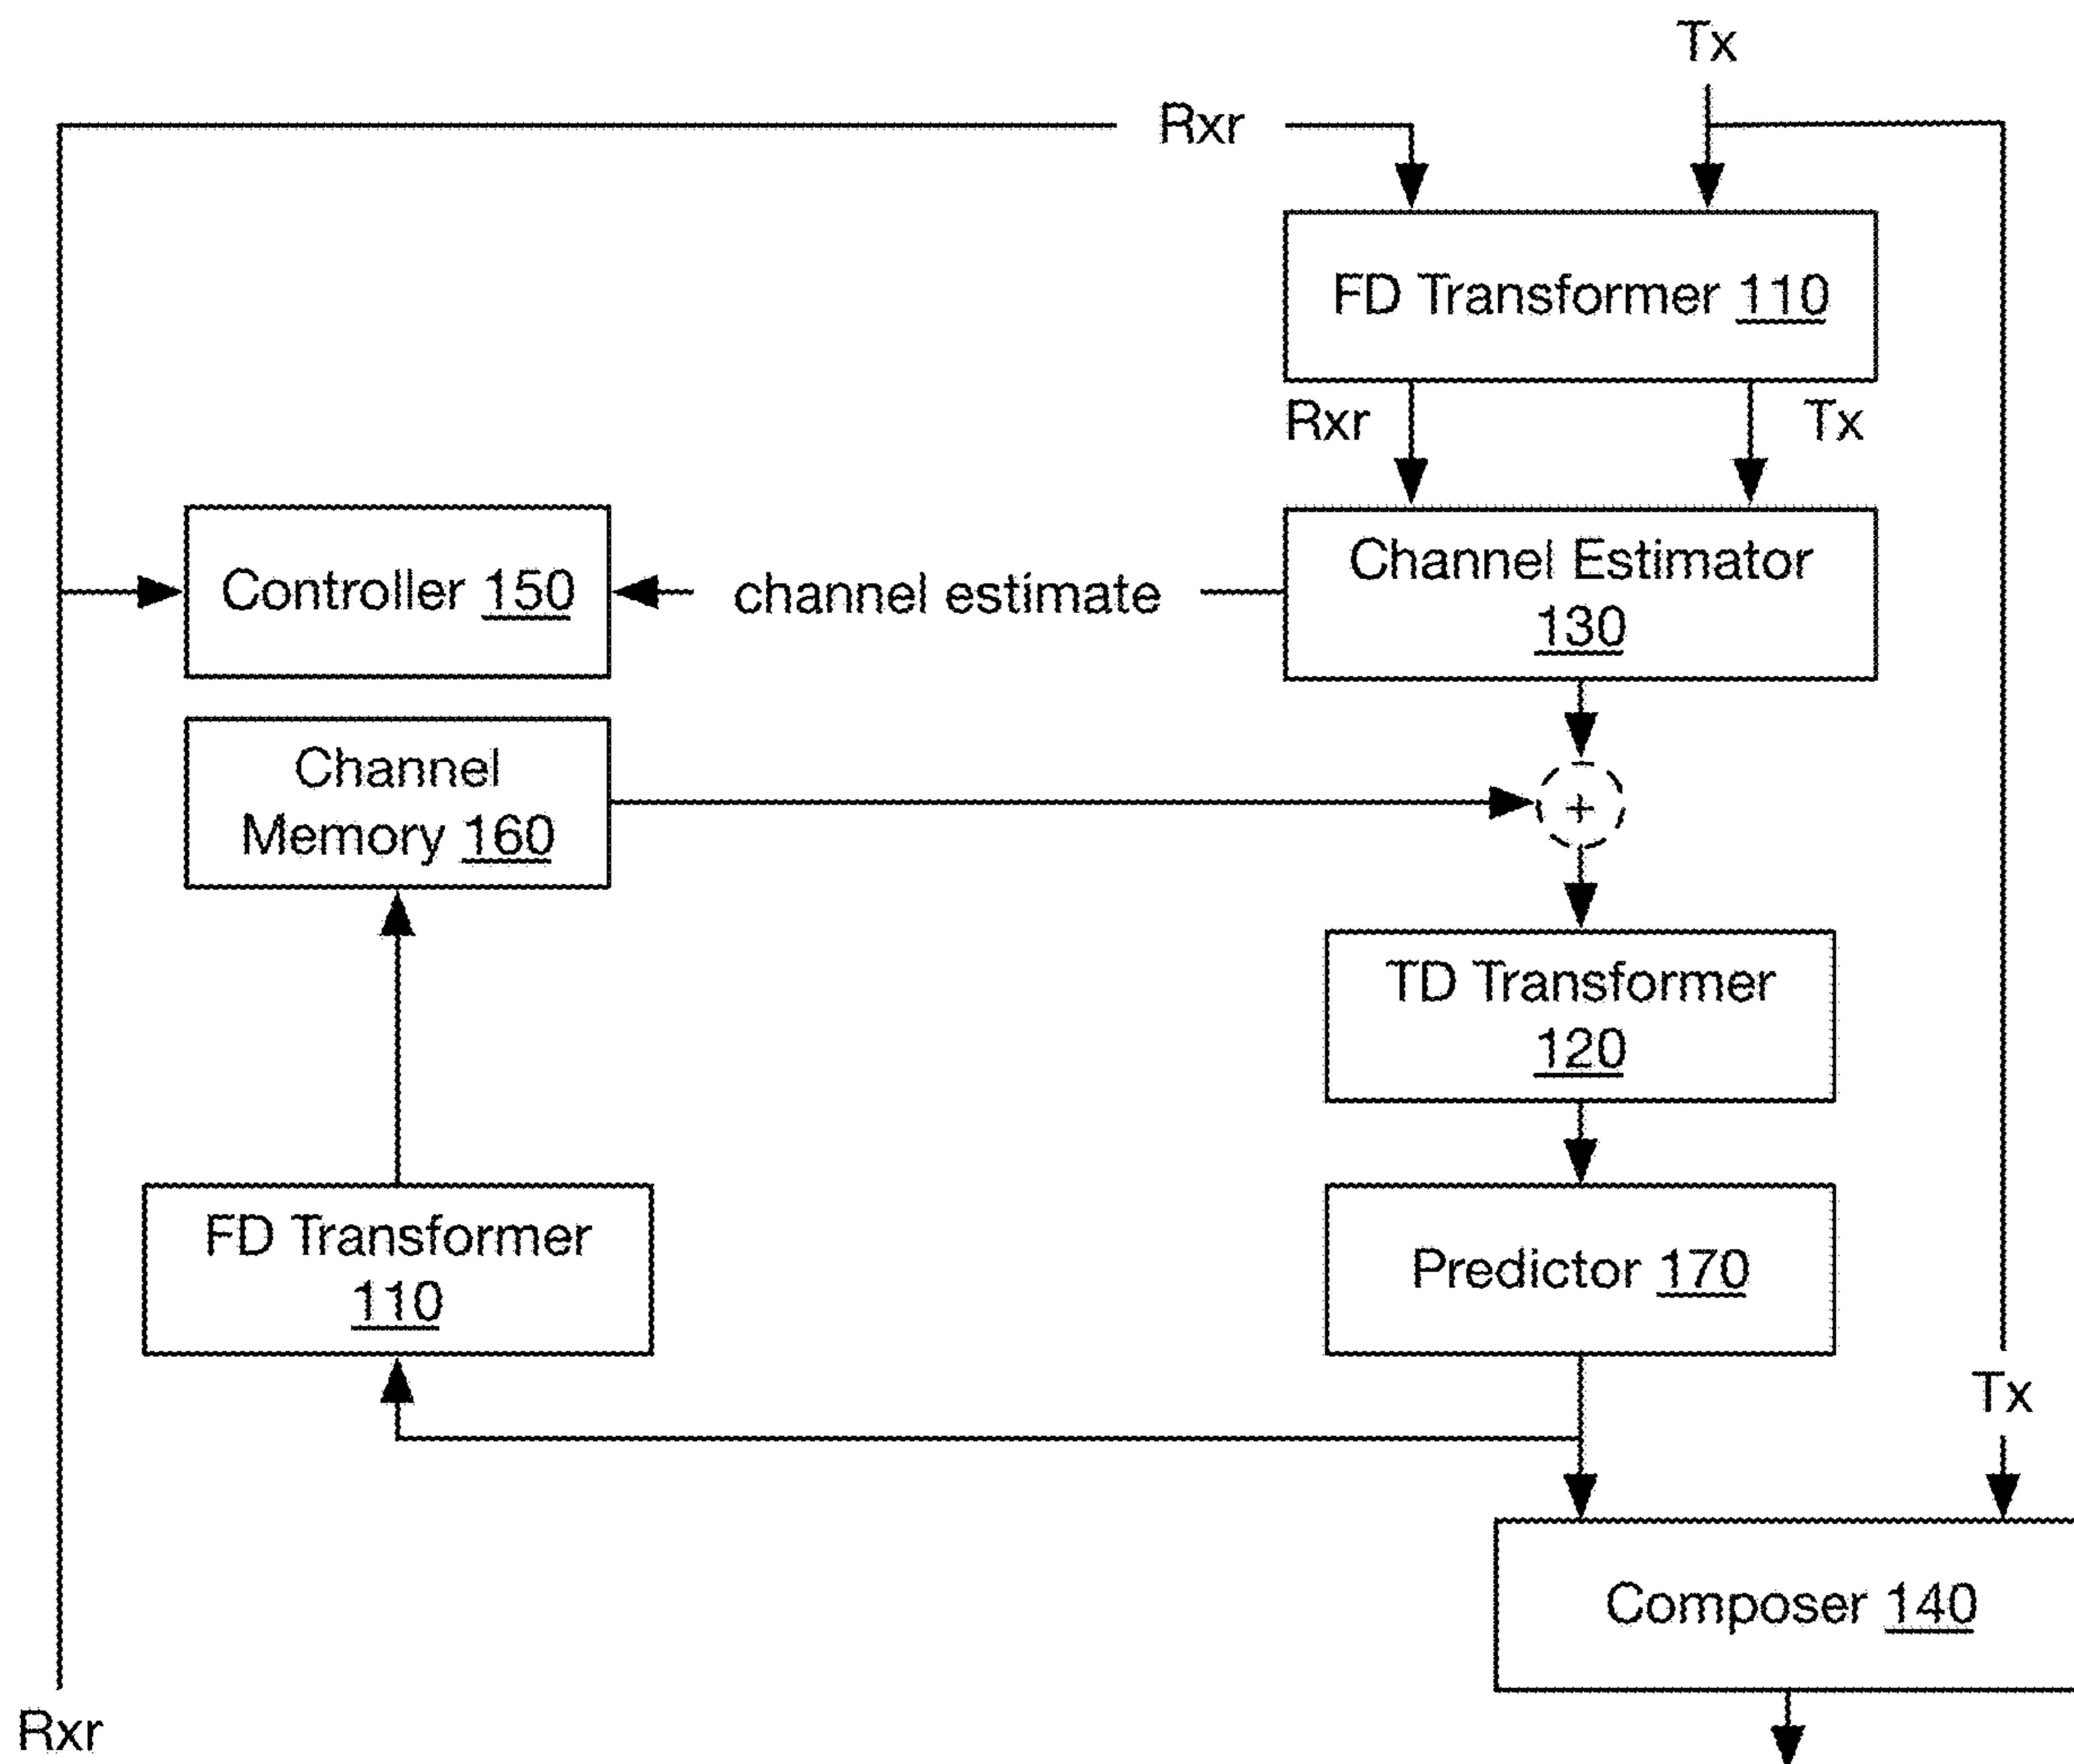 Tx
Rxr
FD Transformer 110
Rxr
Tx
Channel Estimator
130
Controller 150
channel estimate
Channel
Memory 160
+
TD Transformer
120
FD Transformer
110
Predictor 170
Tx
Composer 140
Rxr